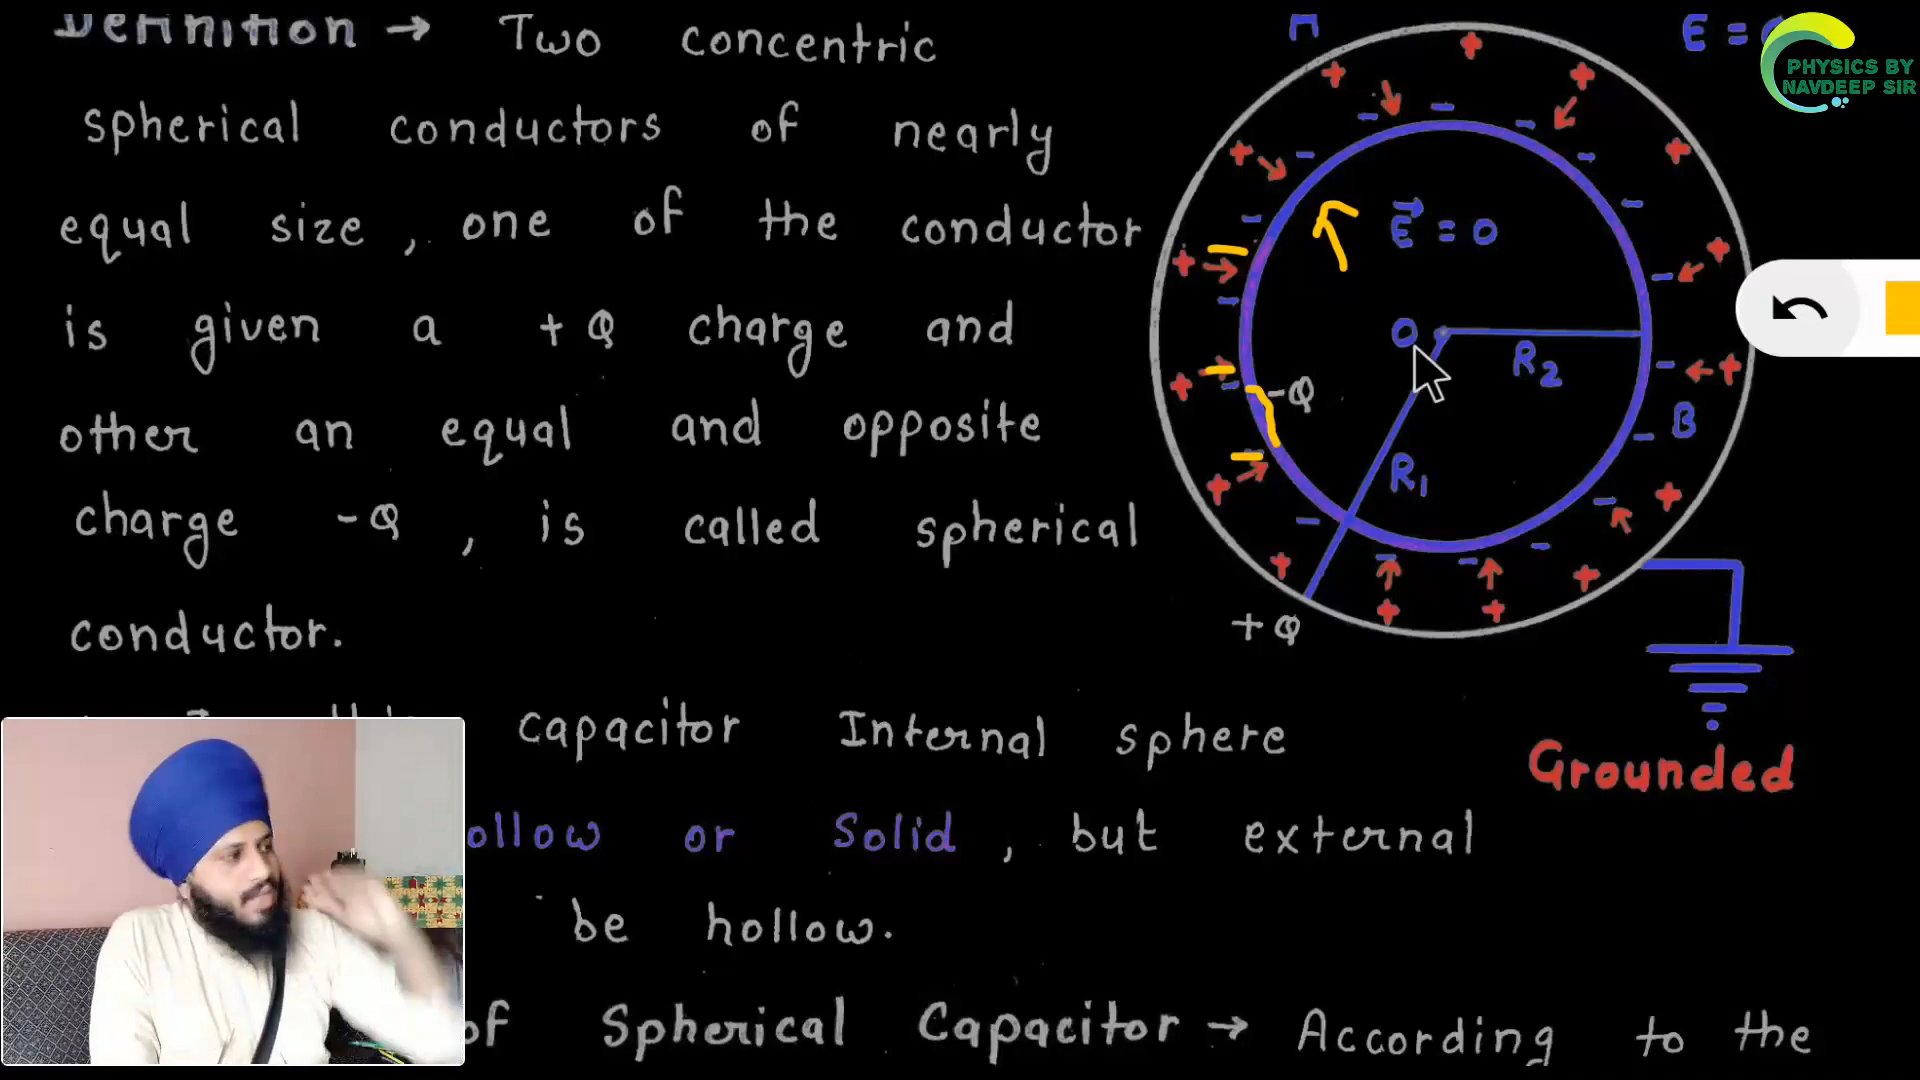 Definition → Two concentric
spherical conductors of nearly
equal size, one of the conductor
is given a +Q charge and
other an equal and opposite
charge -Q, is called spherical
conductor.
capacitor Internal sphere
ollow or Solid, but external
be hollow.
of Spherical Capacitor → According to the
E =
PHYSICS BY
NAVDEEP SIR
E = 0
O
R2
-Q
B
R1
+Q
Grounded